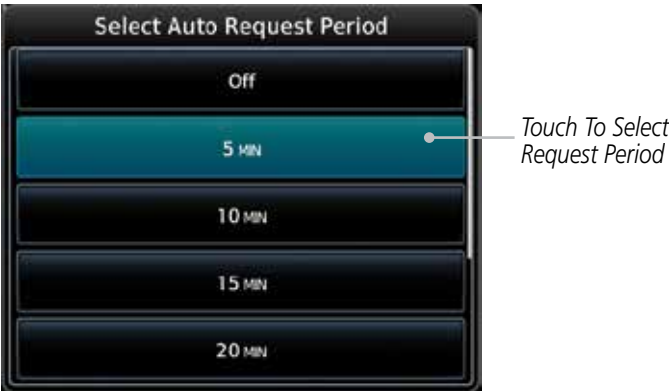 Select Auto Request Period
Off
5 MIN
Touch To Select
Request Period
10 MIN
15 MIN
20 MIN